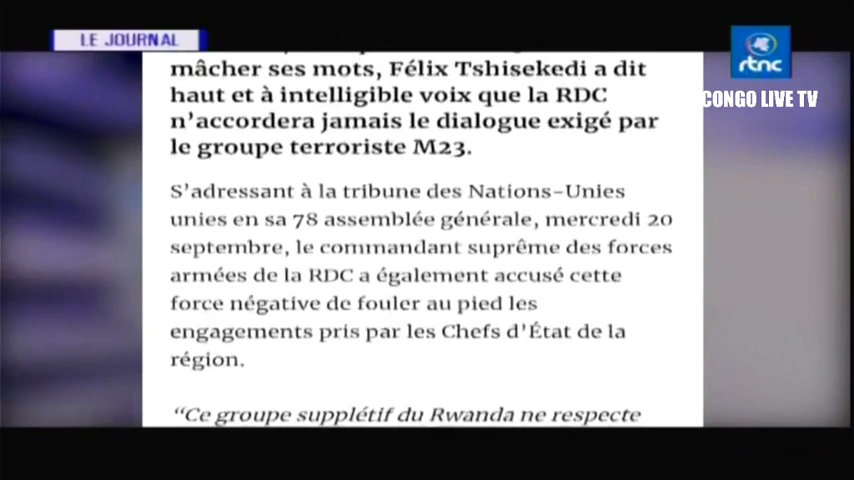 LE JOURNAL
rtnc
CONGO LIVE TV
mâcher ses mots, Félix Tshisekedi a dit
haut et à intelligible voix que la RDC
n'accordera jamais le dialogue exigé par
le groupe terroriste M23.
S'adressant à la tribune des Nations-Unies
unies en sa 78 assemblée générale, mercredi 20
septembre, le commandant suprême des forces
armées de la RDC a également accusé cette
force négative de fouler au pied les
engagements pris par les Chefs d'État de la
région.
“Ce groupe supplétif du Rwanda ne respecte